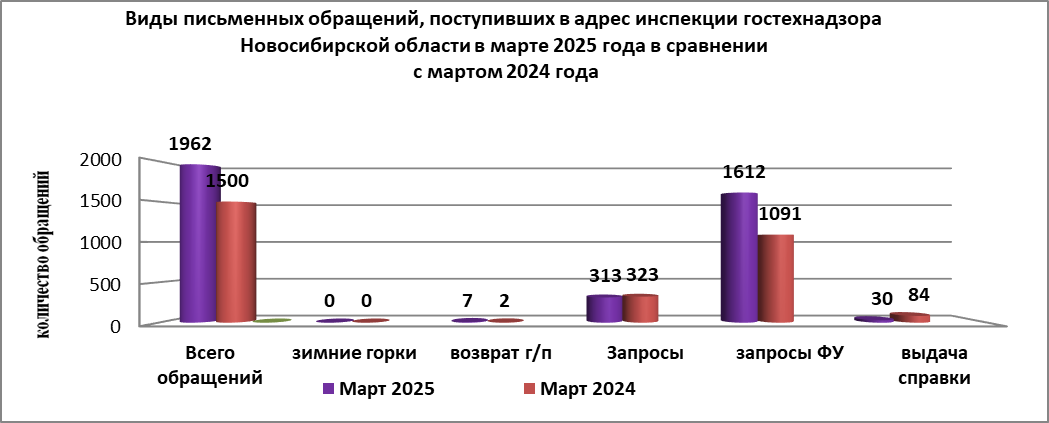 Виды письменных обращений, поступивших в адрес инспекции гостехнадзора
Новосибирской области в марте 2025 года в сравнении
с мартом 2024 года
количество обращений
2000
1500
1000
500
0
1962
1500
0
0
7
2
313
323
1612
1091
30
84
Всего
обращений
зимние горки
возврат г/п
Запросы
запросы ФУ
выдача
справки
Март 2025
Март 2024